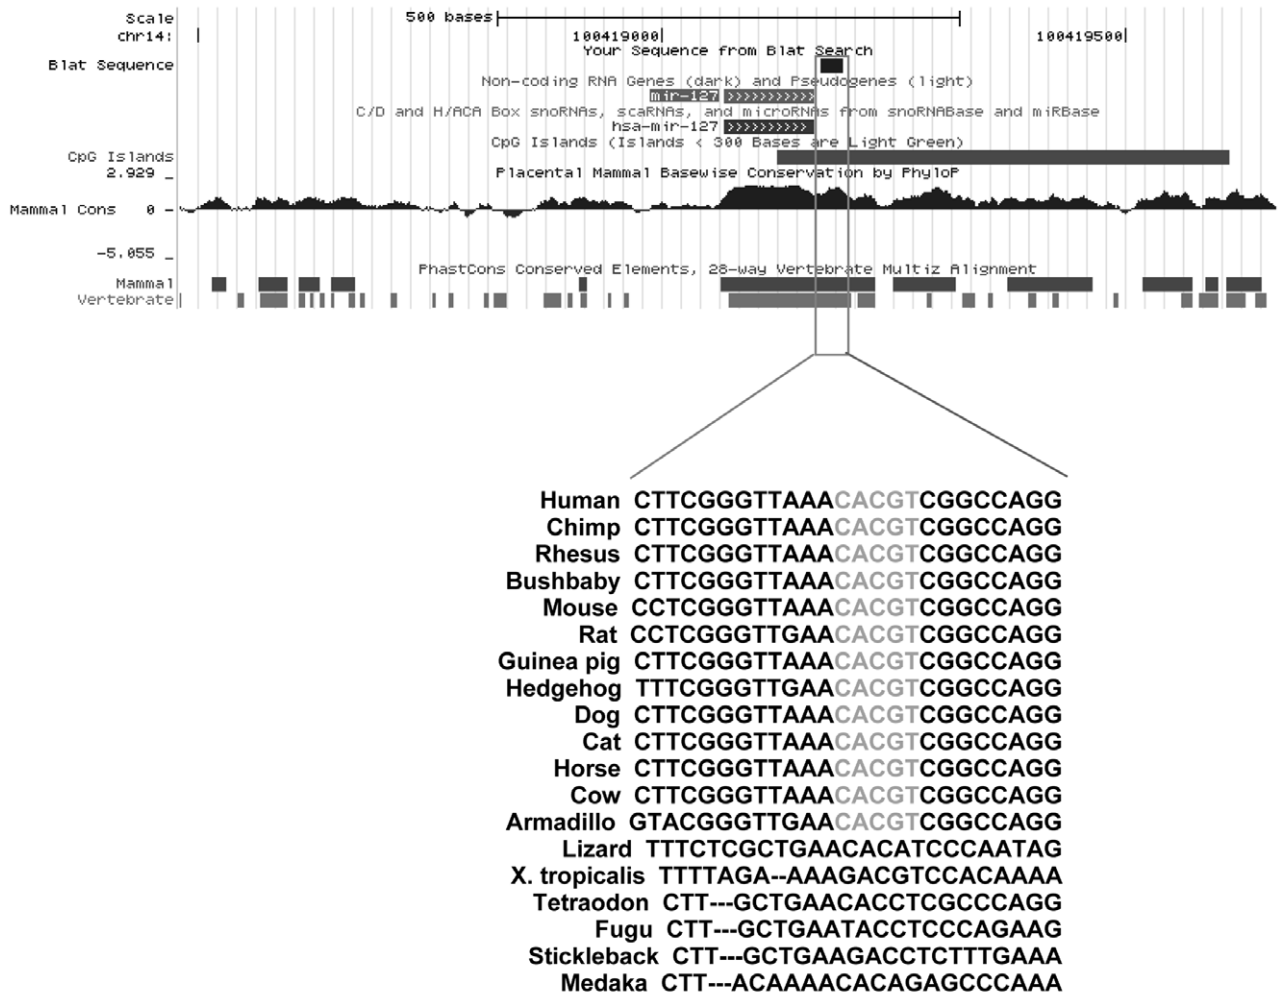 Scale 500 bases
chr14: 100419000 100419500
Your Sequence from Blat Search
Blat Sequence
Non-coding RNA Genes (dark) and Pseudogenes (light)
mir-127
C/D and H/ACA Box snoRNAs, scaRNAs, and microRNAs from snoRNABase and miRBase
hsa-mir-127
CpG Islands (Islands < 300 Bases are Light Green)
CpG Islands
2.929 _
Placental Mammal Basewise Conservation by PhyloP
Mammal Cons 0 -
-5.055 _
PhastCons Conserved Elements, 28-way Vertebrate Multiz Alignment
Mammal
Vertebrate
Human CTTCGGGTTAAACACGTCGGCCAGG
Chimp CTTCGGGTTAAACACGTCGGCCAGG
Rhesus CTTCGGGTTAAACACGTCGGCCAGG
Bushbaby CTTCGGGTTAAACACGTCGGCCAGG
Mouse CCTCGGGTTAAACACGTCGGCCAGG
Rat CCTCGGGTTGAACACGTCGGCCAGG
Guinea pig CTTCGGGTTAAACACGTCGGCCAGG
Hedgehog TTTCGGGTTGAACACGTCGGCCAGG
Dog CTTCGGGTTAAACACGTCGGCCAGG
Cat CTTCGGGTTAAACACGTCGGCCAGG
Horse CTTCGGGTTAAACACGTCGGCCAGG
Cow CTTCGGGTTAAACACGTCGGCCAGG
Armadillo GTACGGGTTGAACACGTCGGCCAGG
Lizard TTTCTCGCTGAACACATCCCAATAG
X. tropicalis TTTTAGA--AAAGACGTCCACAAAA
Tetraodon CTT---GCTGAACACCTCGCCCAGG
Fugu CTT---GCTGAATACCTCCCAGAAG
Stickleback CTT---GCTGAAGACCTCTTTGAAA
Medaka CTT---ACAAAACACAGAGCCCAAA